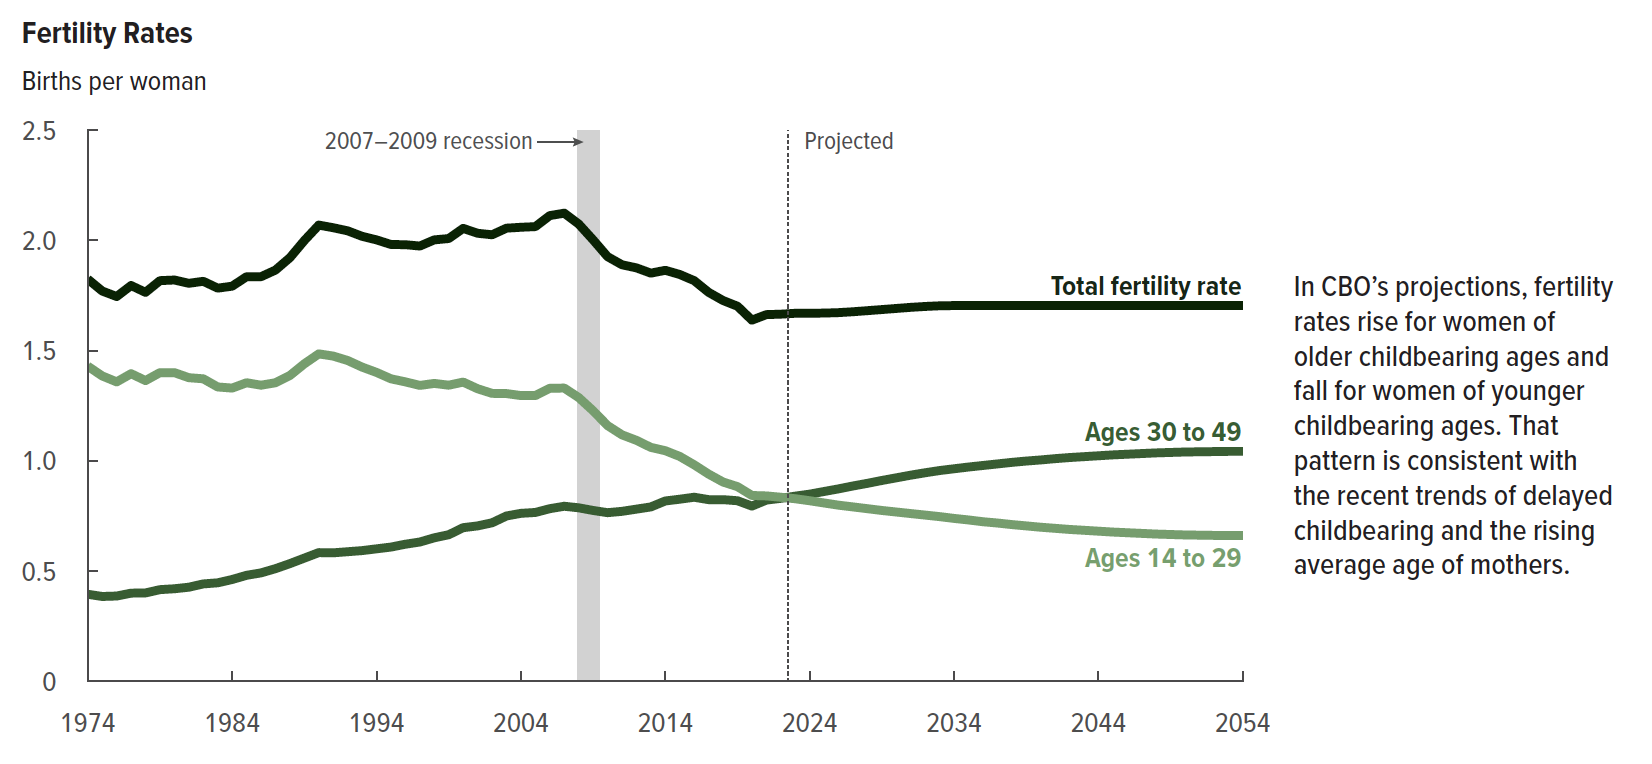 Fertility Rates
Births per woman
2.5
2007–2009 recession
Projected
2.0
Total fertility rate
1.5
Ages 30 to 49
1.0
Ages 14 to 29
0.5
0
1974 1984 1994 2004 2014 2024 2034 2044 2054
In CBO’s projections, fertility
rates rise for women of
older childbearing ages and
fall for women of younger
childbearing ages. That
pattern is consistent with
the recent trends of delayed
childbearing and the rising
average age of mothers.